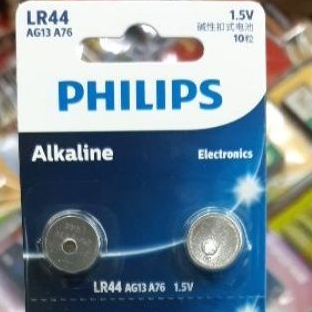 LR44
AG13 A76
1.5V
碱性扣式电池
10粒
PHILIPS
Alkaline
Electronics
LR44 AG13 A76 1.5V